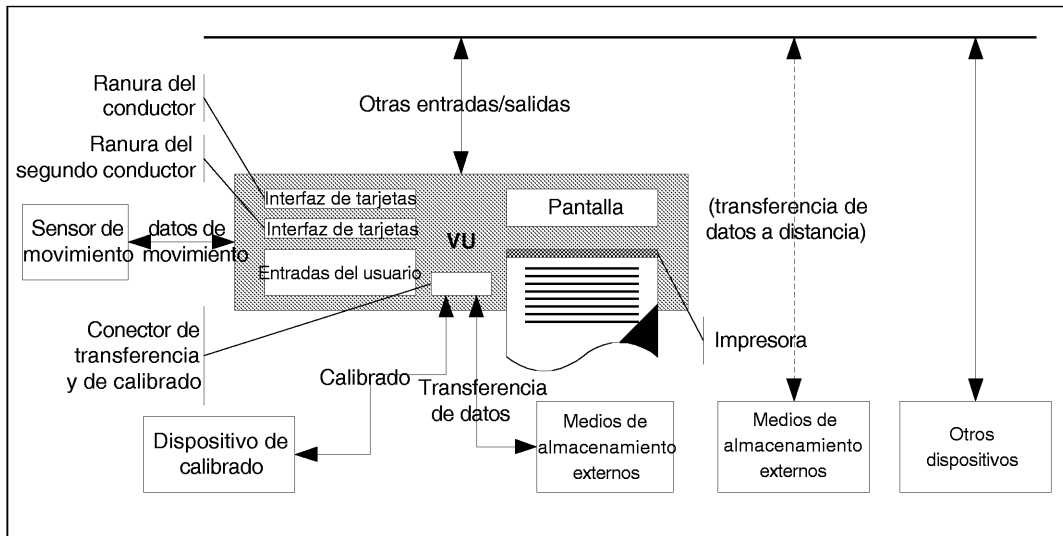 Ranura del
conductor
Otras entradas/salidas
Ranura del
segundo conductor
Interfaz de tarjetas
Interfaz de tarjetas
Pantalla
VU
Sensor de
movimiento
datos de
movimiento
(transferencia de
datos a distancia)
Entradas del usuario
Conector de
transferencia
y de calibrado
Impresora
Calibrado
Transferencia
de datos
Dispositivo de
calibrado
Medios de
almacenamiento
externos
Medios de
almacenamiento
externos
Otros
dispositivos